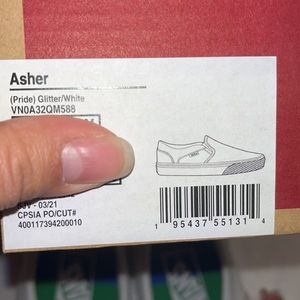 Asher
(Pride) Glitter/White
VN0A32QM588
- 03/21
CPSIA PO/CUT#
400117394200010
1 95437 55131 4